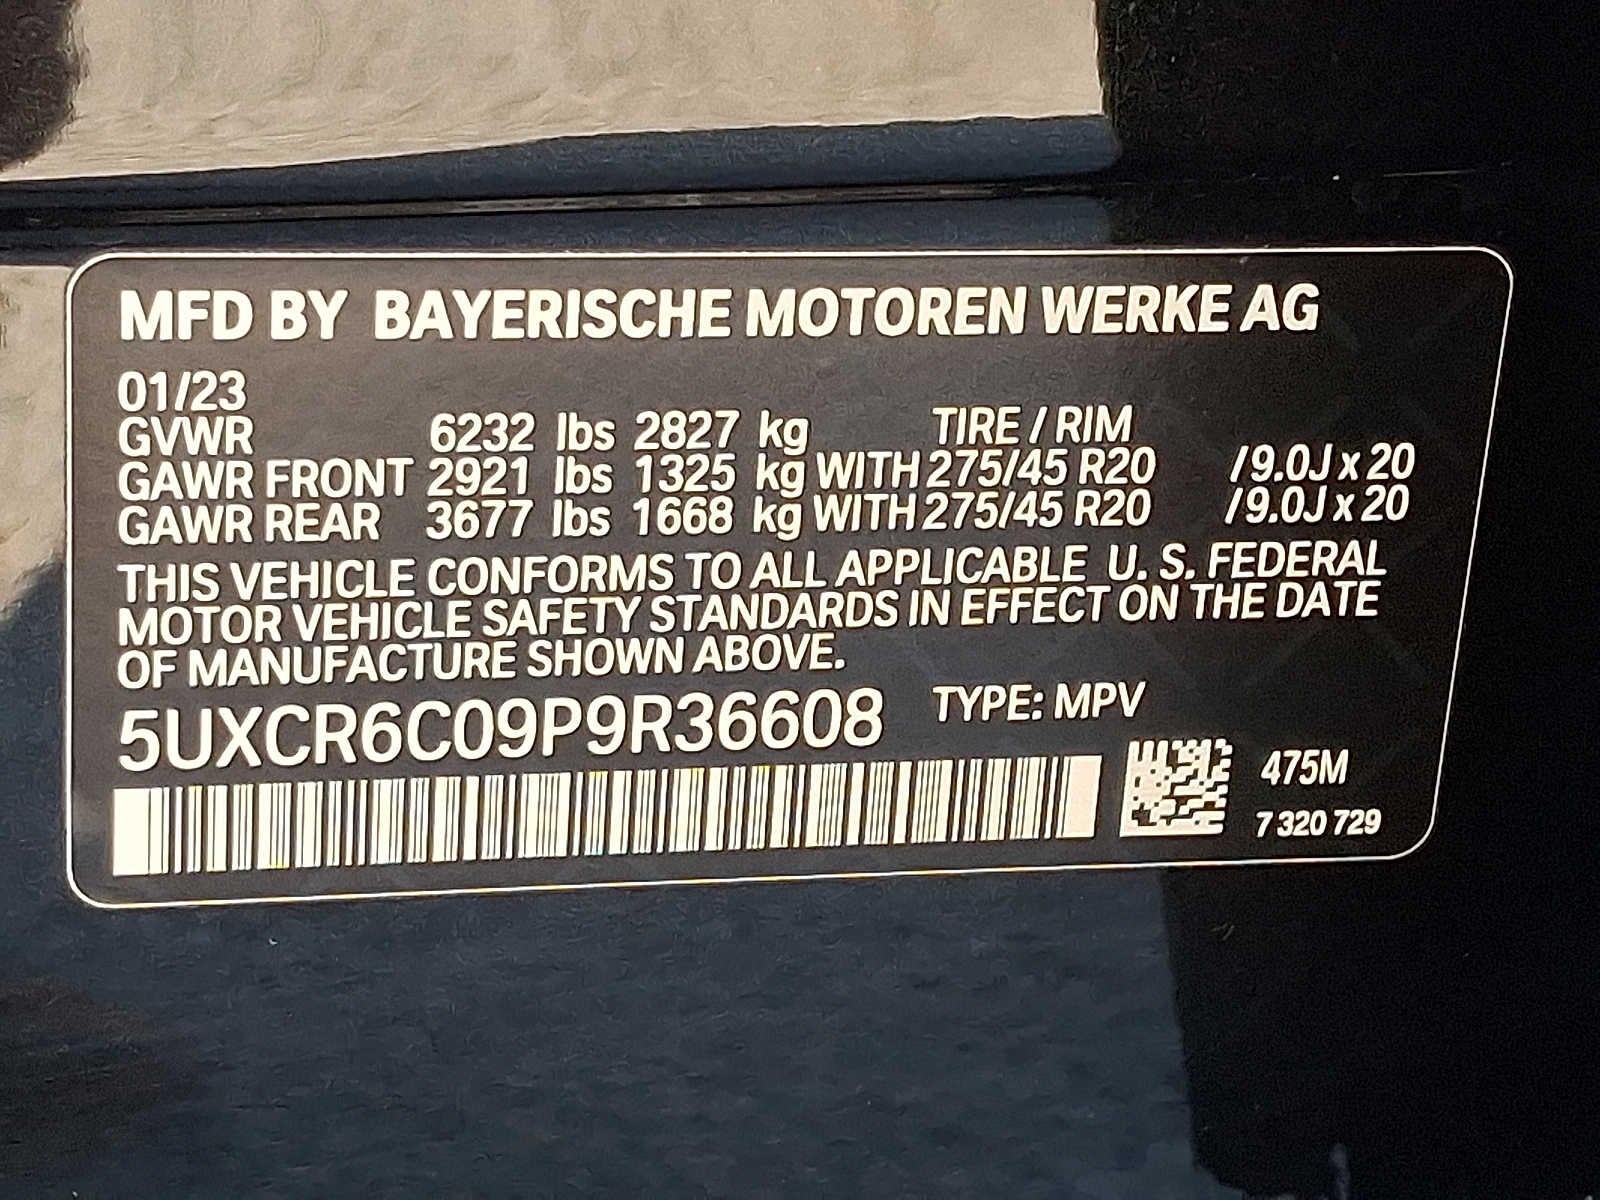 MFD BY BAYERISCHE MOTOREN WERKE AG
01/23
GVWR 6232 lbs 2827 kg TIRE / RIM
GAWR FRONT 2921 lbs 1325 kg WITH 275/45 R20 /9.0J x 20
GAWR REAR 3677 lbs 1668 kg WITH 275/45 R20 /9.0J x 20
THIS VEHICLE CONFORMS TO ALL APPLICABLE U. S. FEDERAL
MOTOR VEHICLE SAFETY STANDARDS IN EFFECT ON THE DATE
OF MANUFACTURE SHOWN ABOVE.
5UXCR6C09P9R36608 TYPE: MPV
475M
7 320 729